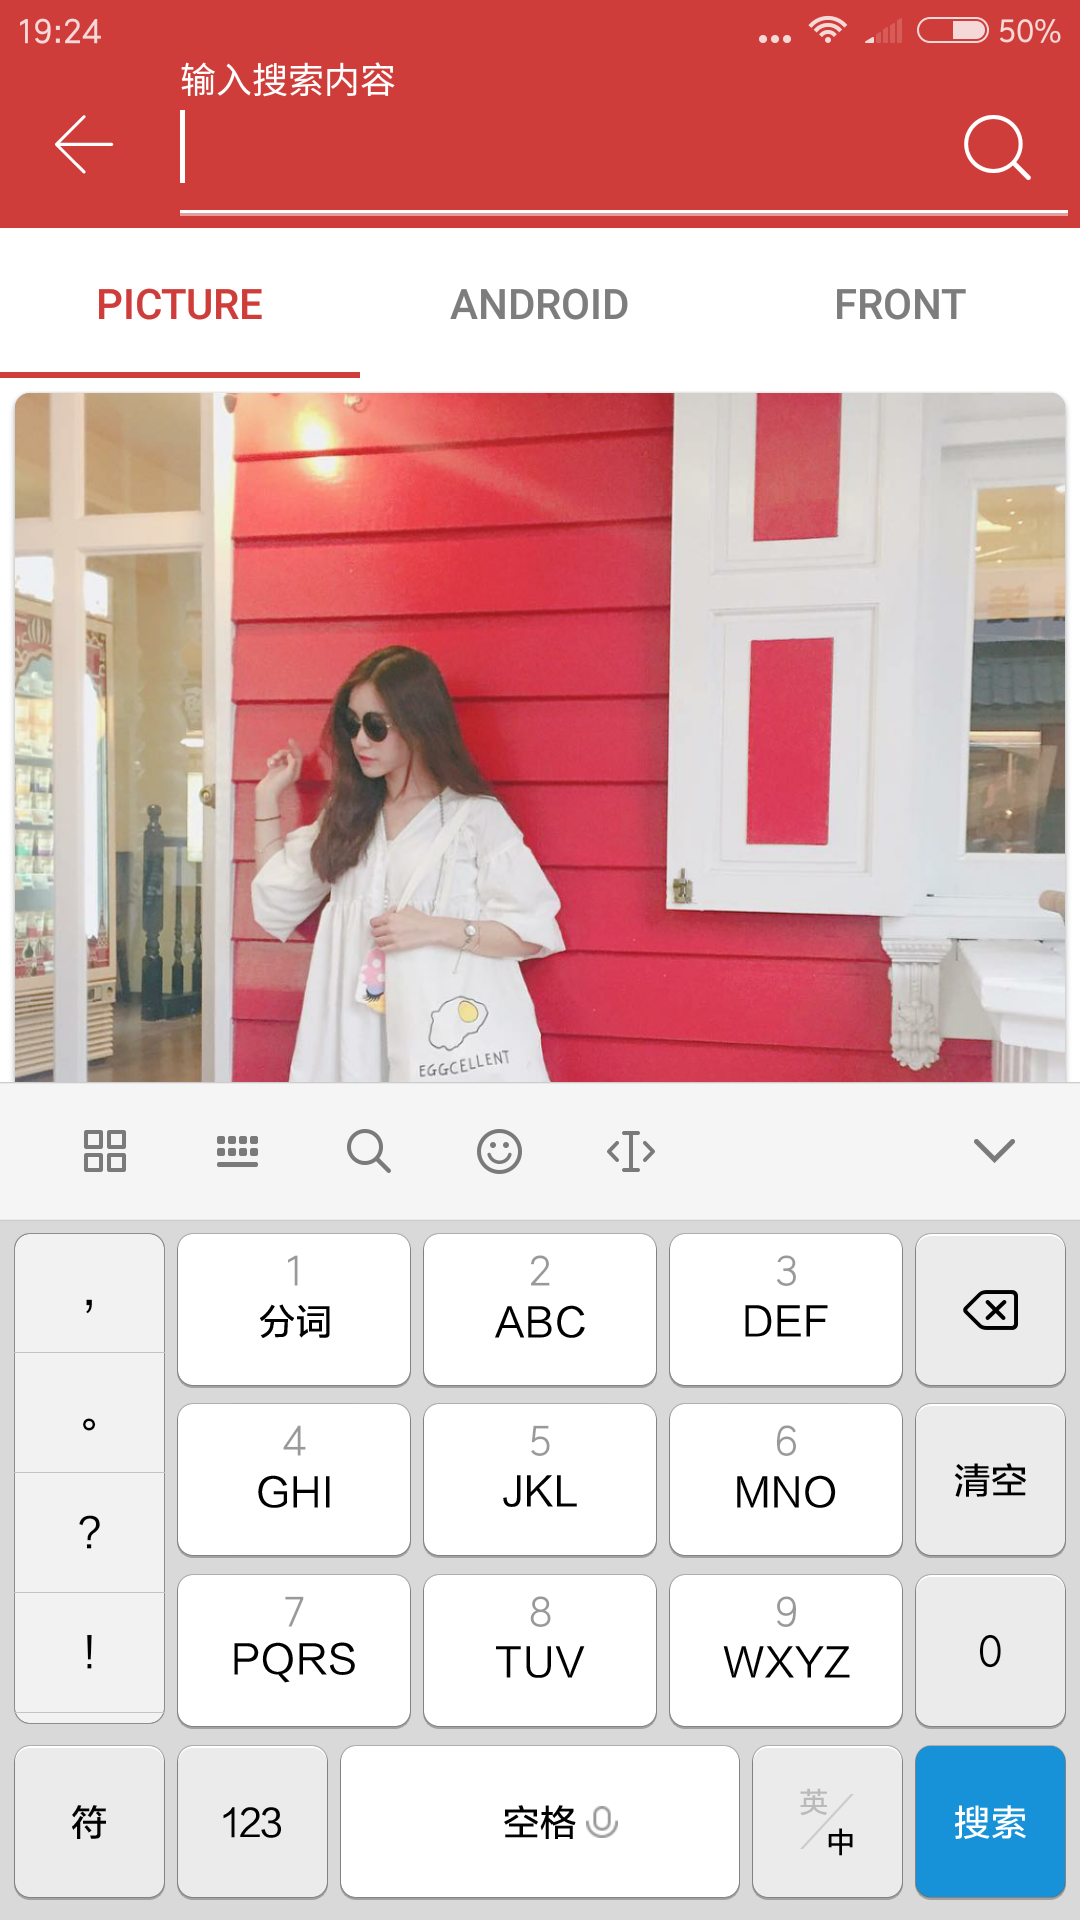 19:24
50%
输入搜索内容
PICTURE
ANDROID
FRONT
EGGCELLENT
，
1
分词
2
ABC
3
DEF
。
4
GHI
5
JKL
6
MNO
清空
?
7
PQRS
8
TUV
9
WXYZ
0
!
符
123
空格
英/中
搜索